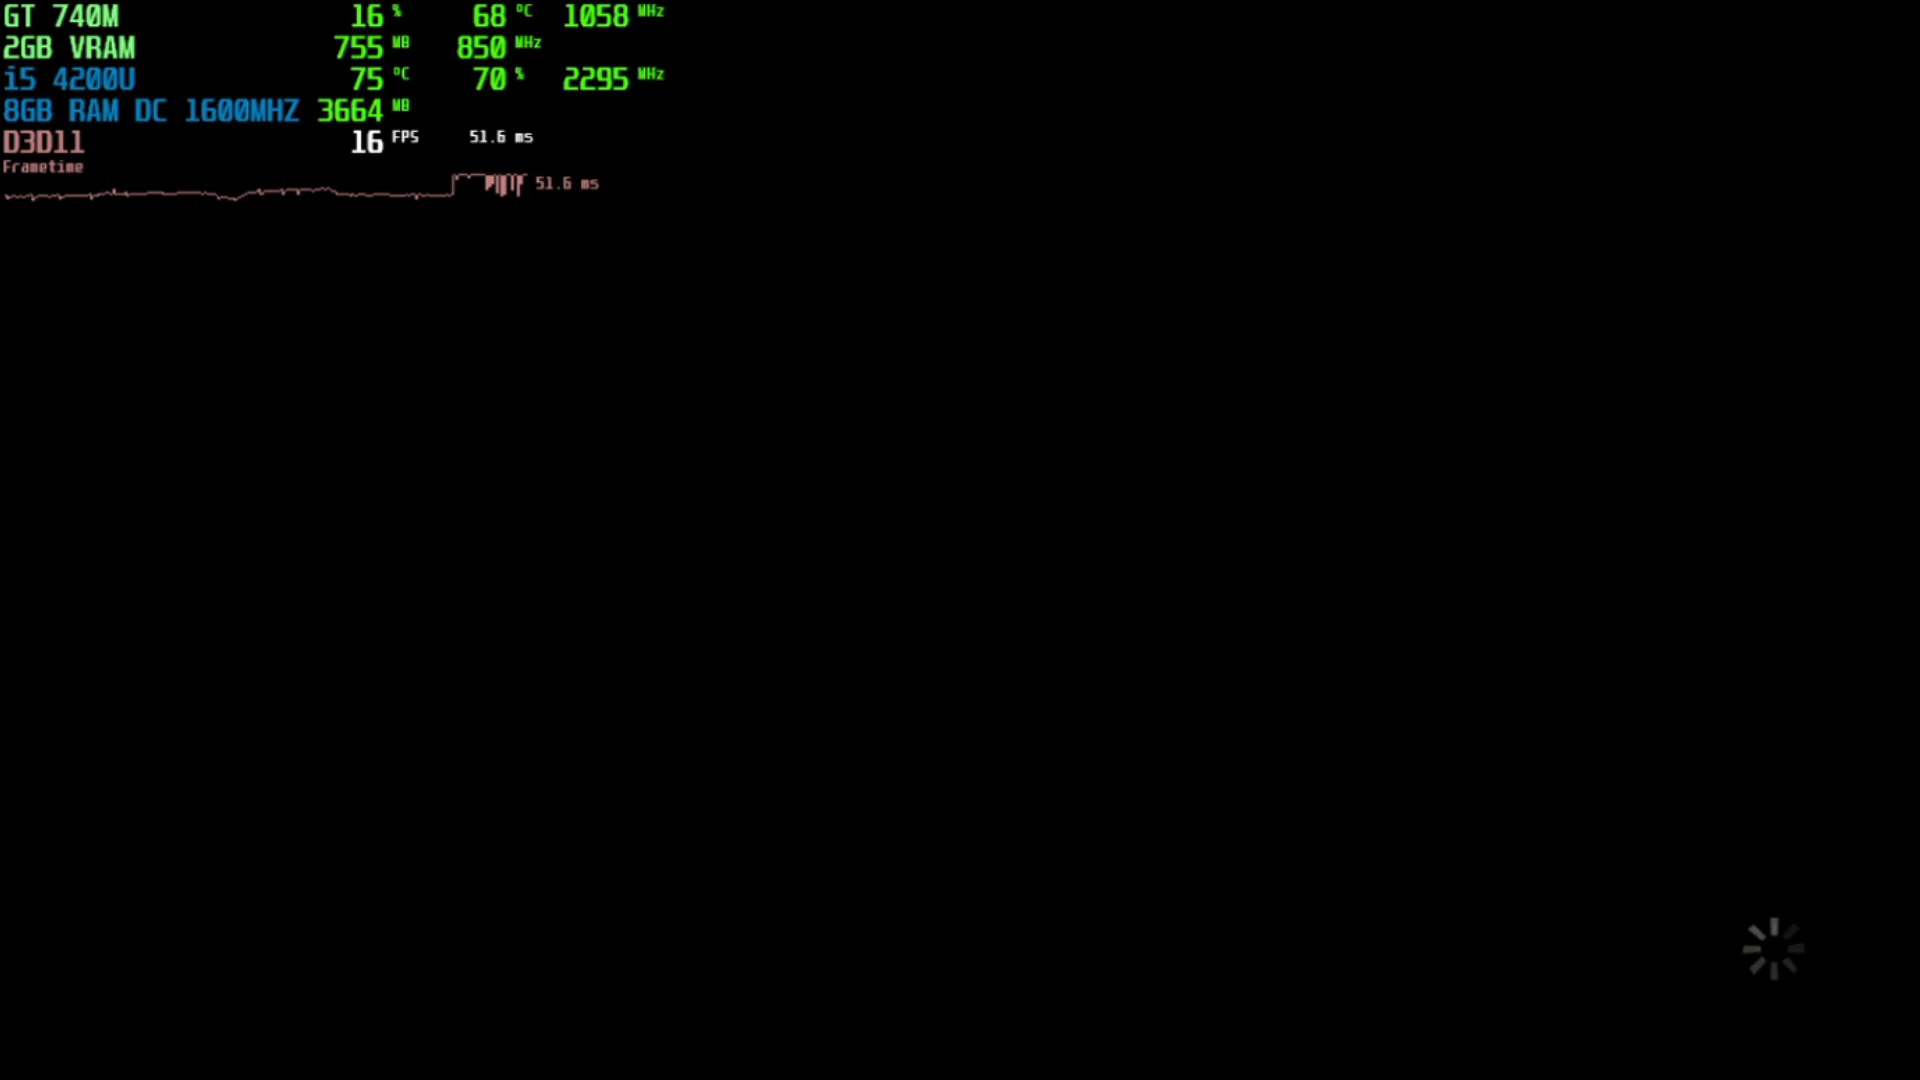 GT 740M 16 % 68 °C 1058 MHz
2GB VRAM 755 MB 850 MHz
i5 4200U 75 °C 70 % 2295 MHz
8GB RAM DC 1600MHZ 3664 MB
D3D11 16 FPS 51.6 ms
Frametime
51.6 ms